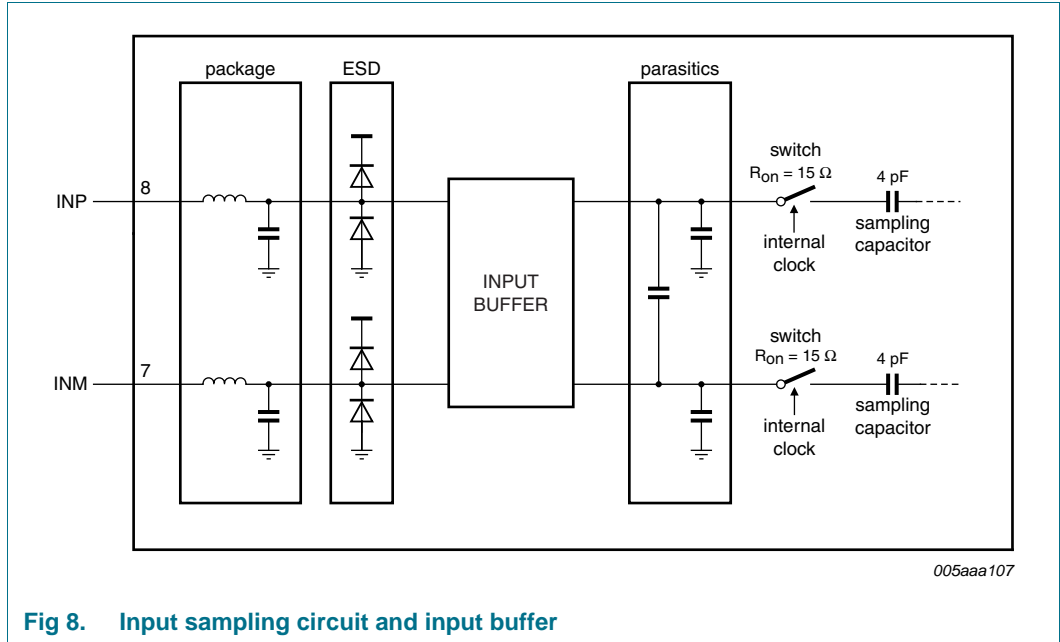 package
ESD
parasitics
switch
Ron = 15 Ω
4 pF
INP
8
sampling
capacitor
internal
clock
INPUT
BUFFER
switch
Ron = 15 Ω
4 pF
INM
7
sampling
capacitor
internal
clock
005aaa107
Fig 8. Input sampling circuit and input buffer